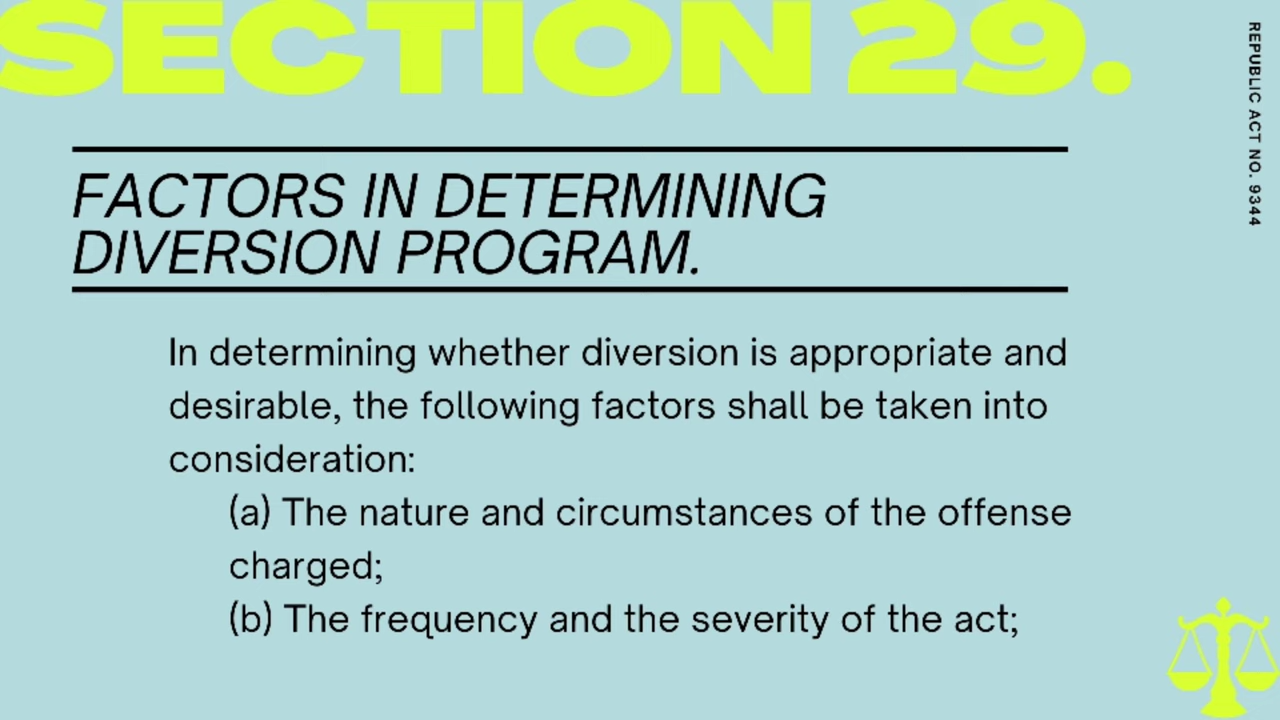 SECTION 29.
REPUBLIC ACT NO. 9344
FACTORS IN DETERMINING
DIVERSION PROGRAM.
In determining whether diversion is appropriate and
desirable, the following factors shall be taken into
consideration:
(a) The nature and circumstances of the offense
charged;
(b) The frequency and the severity of the act;